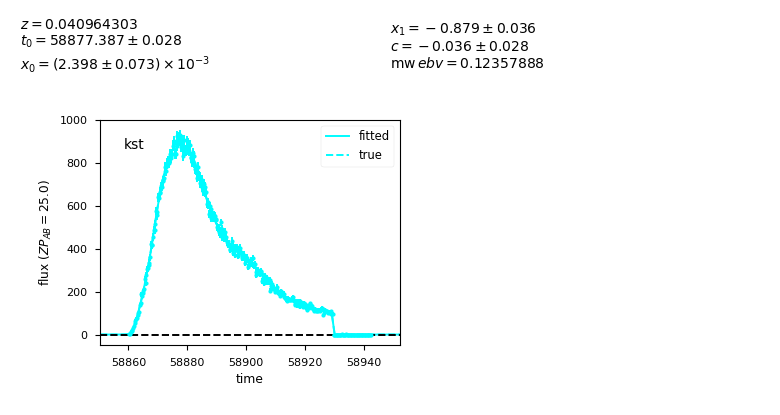 z = 0.040964303
t₀ = 58877.387 ± 0.028
x₀ = (2.398 ± 0.073) × 10⁻³
x₁ = −0.879 ± 0.036
c = −0.036 ± 0.028
mw ebv = 0.12357888
kst
fitted
true
1000
800
600
400
200
0
flux (ZP_AB = 25.0)
58860 58880 58900 58920 58940
time